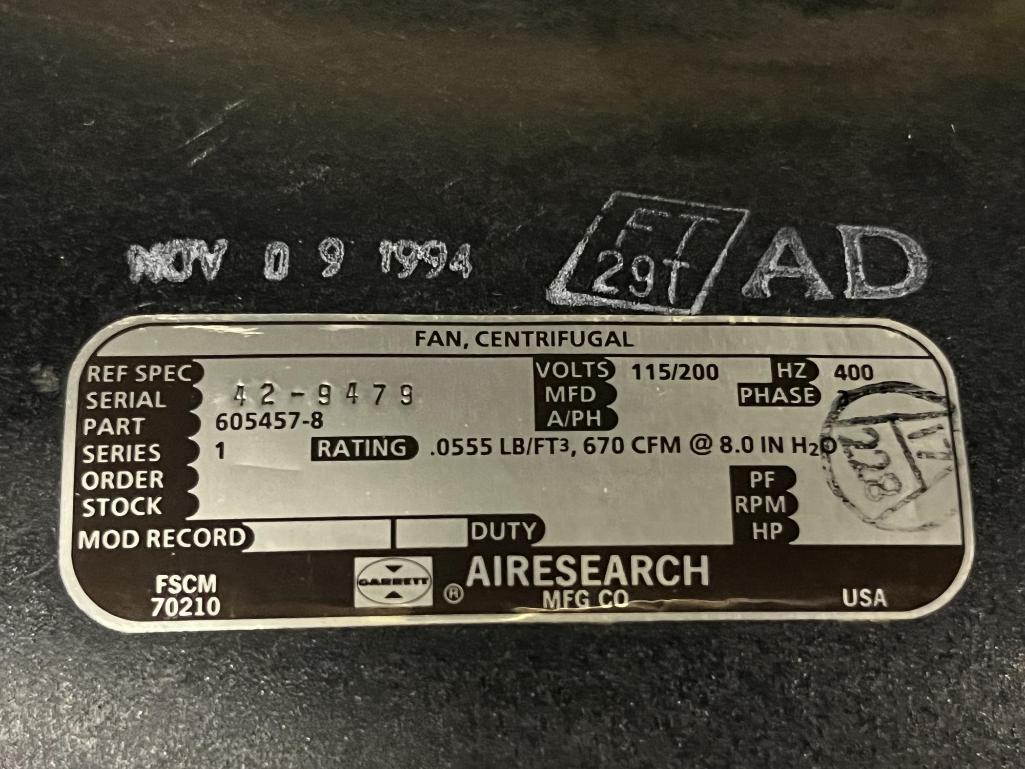 NOV 09 1994 FT 29T AD
FAN, CENTRIFUGAL
REF SPEC VOLTS 115/200 HZ 400
SERIAL 42-9479 MFD PHASE
PART 605457-8 A/PH
SERIES 1 RATING .0555 LB/FT3, 670 CFM @ 8.0 IN H2O
ORDER PF
STOCK RPM
MOD RECORD DUTY HP
228
FSCM
70210
GARRETT ® AIRESEARCH
MFG CO
USA